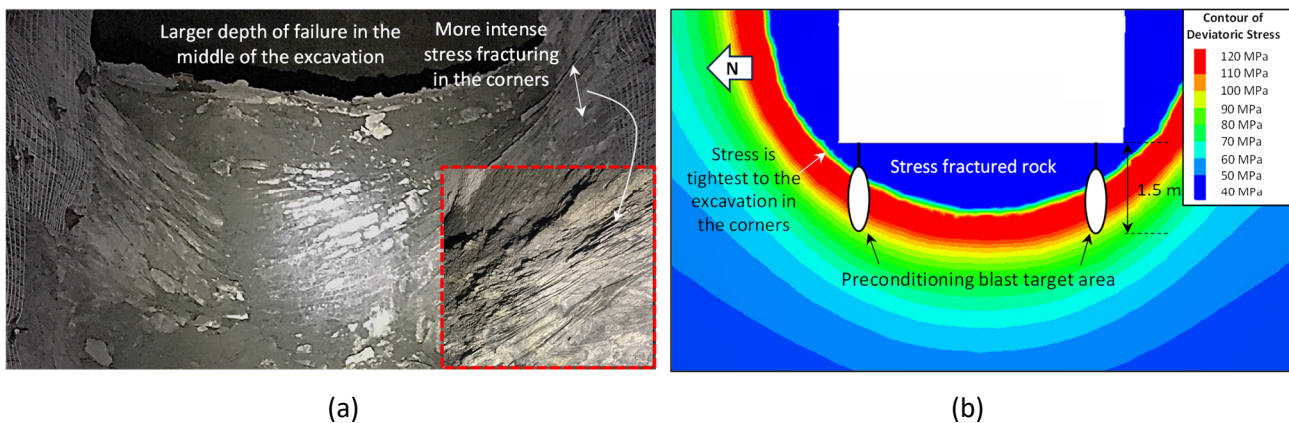 Larger depth of failure in the
middle of the excavation
More intense
stress fracturing
in the corners
(a)
N
Contour of
Deviatoric Stress
120 MPa
110 MPa
100 MPa
90 MPa
80 MPa
70 MPa
60 MPa
50 MPa
40 MPa
Stress is
tightest to the
excavation in
the corners
Stress fractured rock
1.5 m
Preconditioning blast target area
(b)